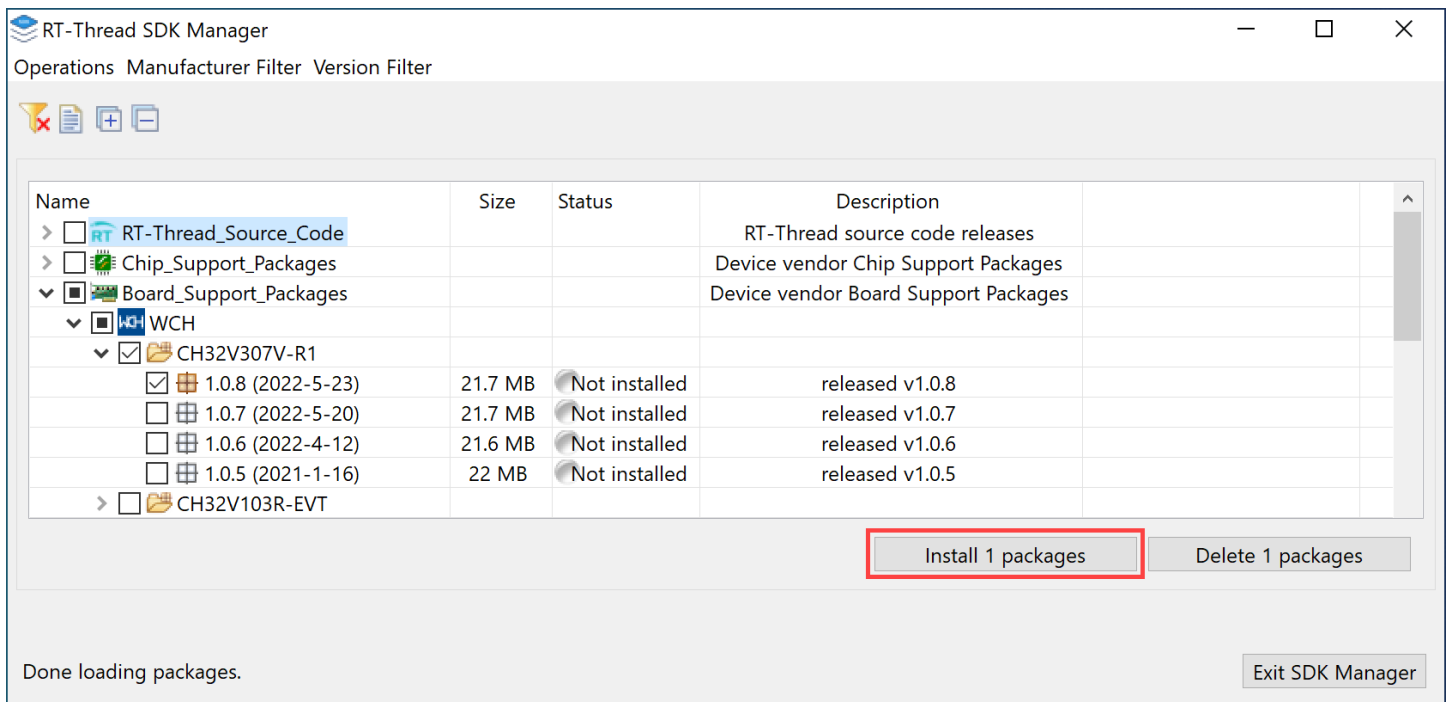 RT-Thread SDK Manager
Operations Manufacturer Filter Version Filter
Name Size Status Description
RT RT-Thread_Source_Code RT-Thread source code releases
Chip_Support_Packages Device vendor Chip Support Packages
Board_Support_Packages Device vendor Board Support Packages
WCH WCH
CH32V307V-R1
1.0.8 (2022-5-23) 21.7 MB Not installed released v1.0.8
1.0.7 (2022-5-20) 21.7 MB Not installed released v1.0.7
1.0.6 (2022-4-12) 21.6 MB Not installed released v1.0.6
1.0.5 (2021-1-16) 22 MB Not installed released v1.0.5
CH32V103R-EVT
Install 1 packages Delete 1 packages
Done loading packages. Exit SDK Manager